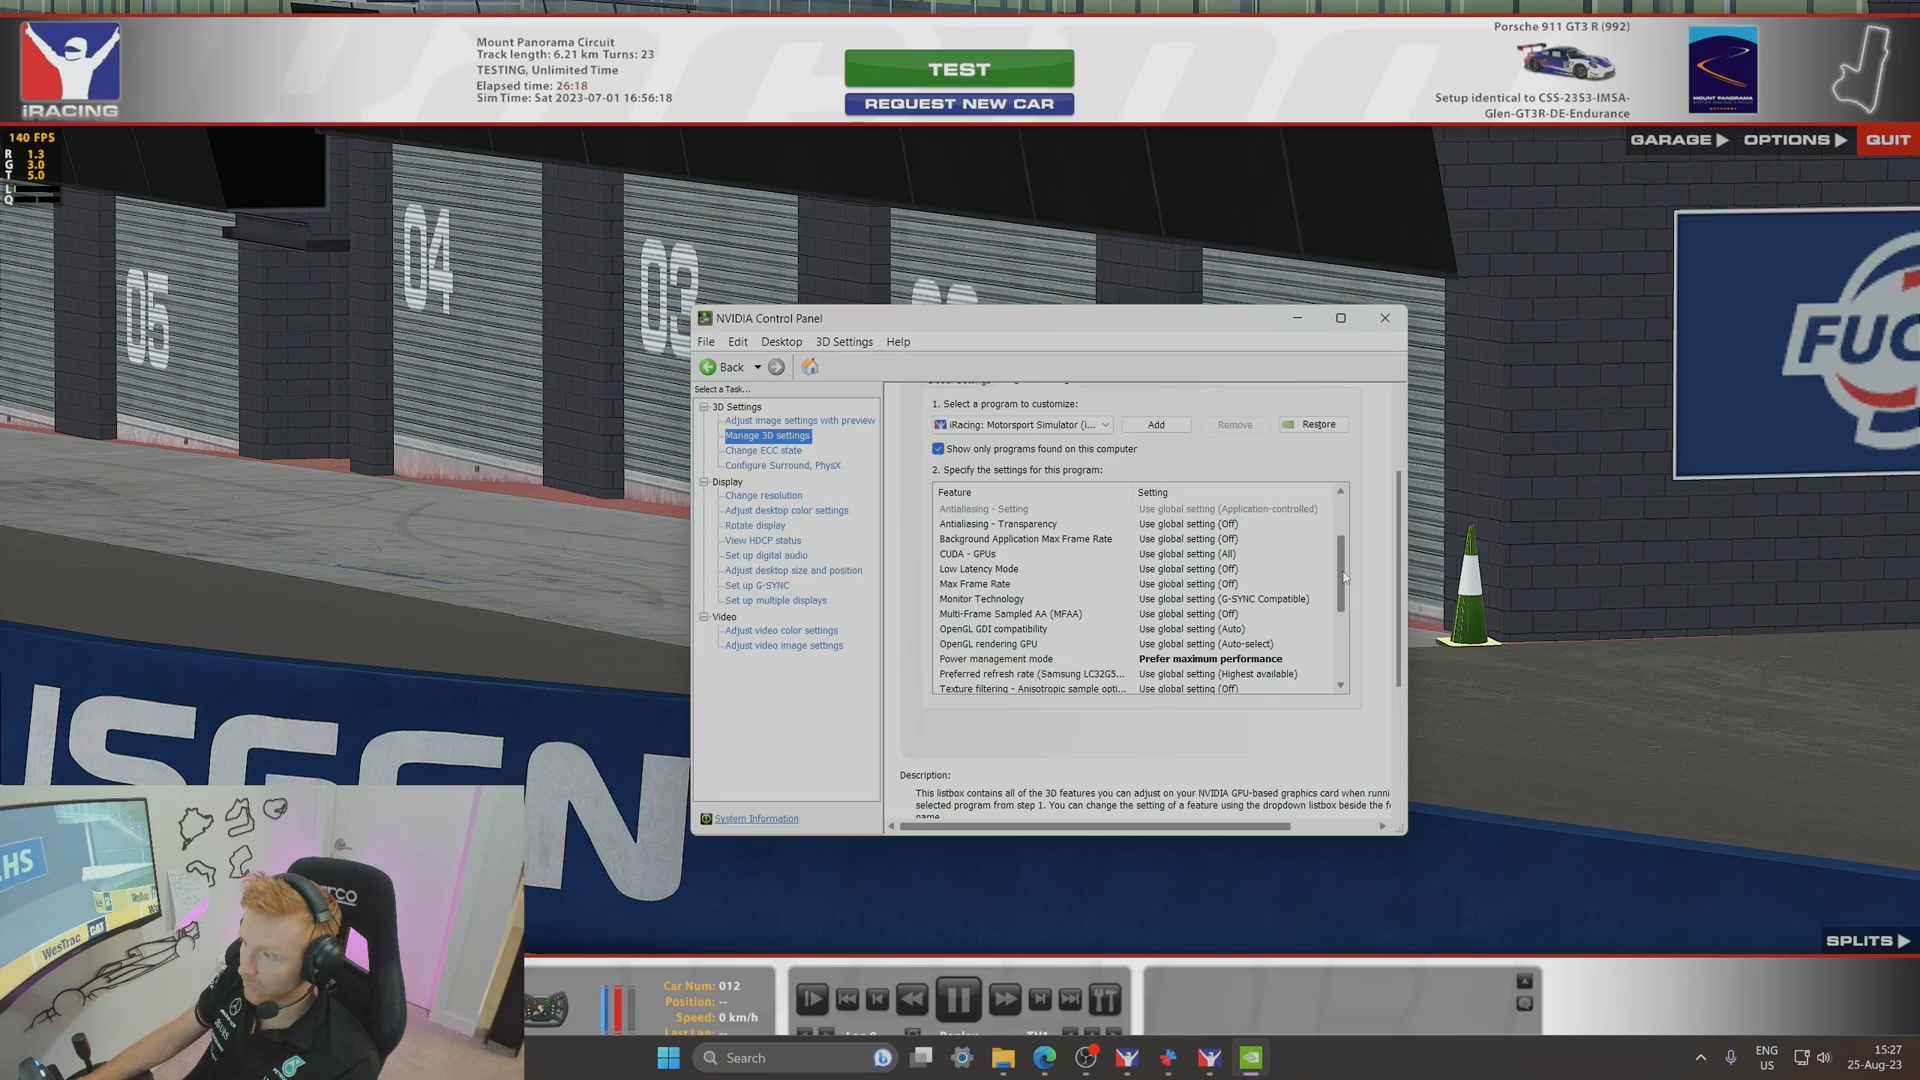 iRACING
Mount Panorama Circuit
Track length: 6.21 km Turns: 23
TESTING, Unlimited Time
Elapsed time: 26:18
Sim Time: Sat 2023-07-01 16:56:18
TEST
REQUEST NEW CAR
Porsche 911 GT3 R (992)
Setup identical to CSS-23S3-IMSA-
Glen-GT3R-DE-Endurance
MOUNT PANORAMA
GARAGE
OPTIONS
QUIT
140 FPS
R 1.3
G 3.0
T 5.0
L
Q
05
04
03
FUC
NVIDIA Control Panel
File Edit Desktop 3D Settings Help
Back
Select a Task...
3D Settings
Adjust image settings with preview
Manage 3D settings
Change ECC state
Configure Surround, PhysX
Display
Change resolution
Adjust desktop color settings
Rotate display
View HDCP status
Set up digital audio
Adjust desktop size and position
Set up G-SYNC
Set up multiple displays
Video
Adjust video color settings
Adjust video image settings
System Information
1. Select a program to customize:
iRacing: Motorsport Simulator (i...
Add
Remove
Restore
Show only programs found on this computer
2. Specify the settings for this program:
Feature Setting
Antialiasing - Setting Use global setting (Application-controlled)
Antialiasing - Transparency Use global setting (Off)
Background Application Max Frame Rate Use global setting (Off)
CUDA - GPUs Use global setting (All)
Low Latency Mode Use global setting (Off)
Max Frame Rate Use global setting (Off)
Monitor Technology Use global setting (G-SYNC Compatible)
Multi-Frame Sampled AA (MFAA) Use global setting (Off)
OpenGL GDI compatibility Use global setting (Auto)
OpenGL rendering GPU Use global setting (Auto-select)
Power management mode Prefer maximum performance
Preferred refresh rate (Samsung LC32G5... Use global setting (Highest available)
Texture filtering - Anisotropic sample opti... Use global setting (Off)
Description:
This listbox contains all of the 3D features you can adjust on your NVIDIA GPU-based graphics card when runni
selected program from step 1. You can change the setting of a feature using the dropdown listbox beside the f
name.
HS
WesTrac CAT
SPLITS
Car Num: 012
Position: --
Speed: 0 km/h
Last Lap: --
Search
ENG
US
15:27
25-Aug-23